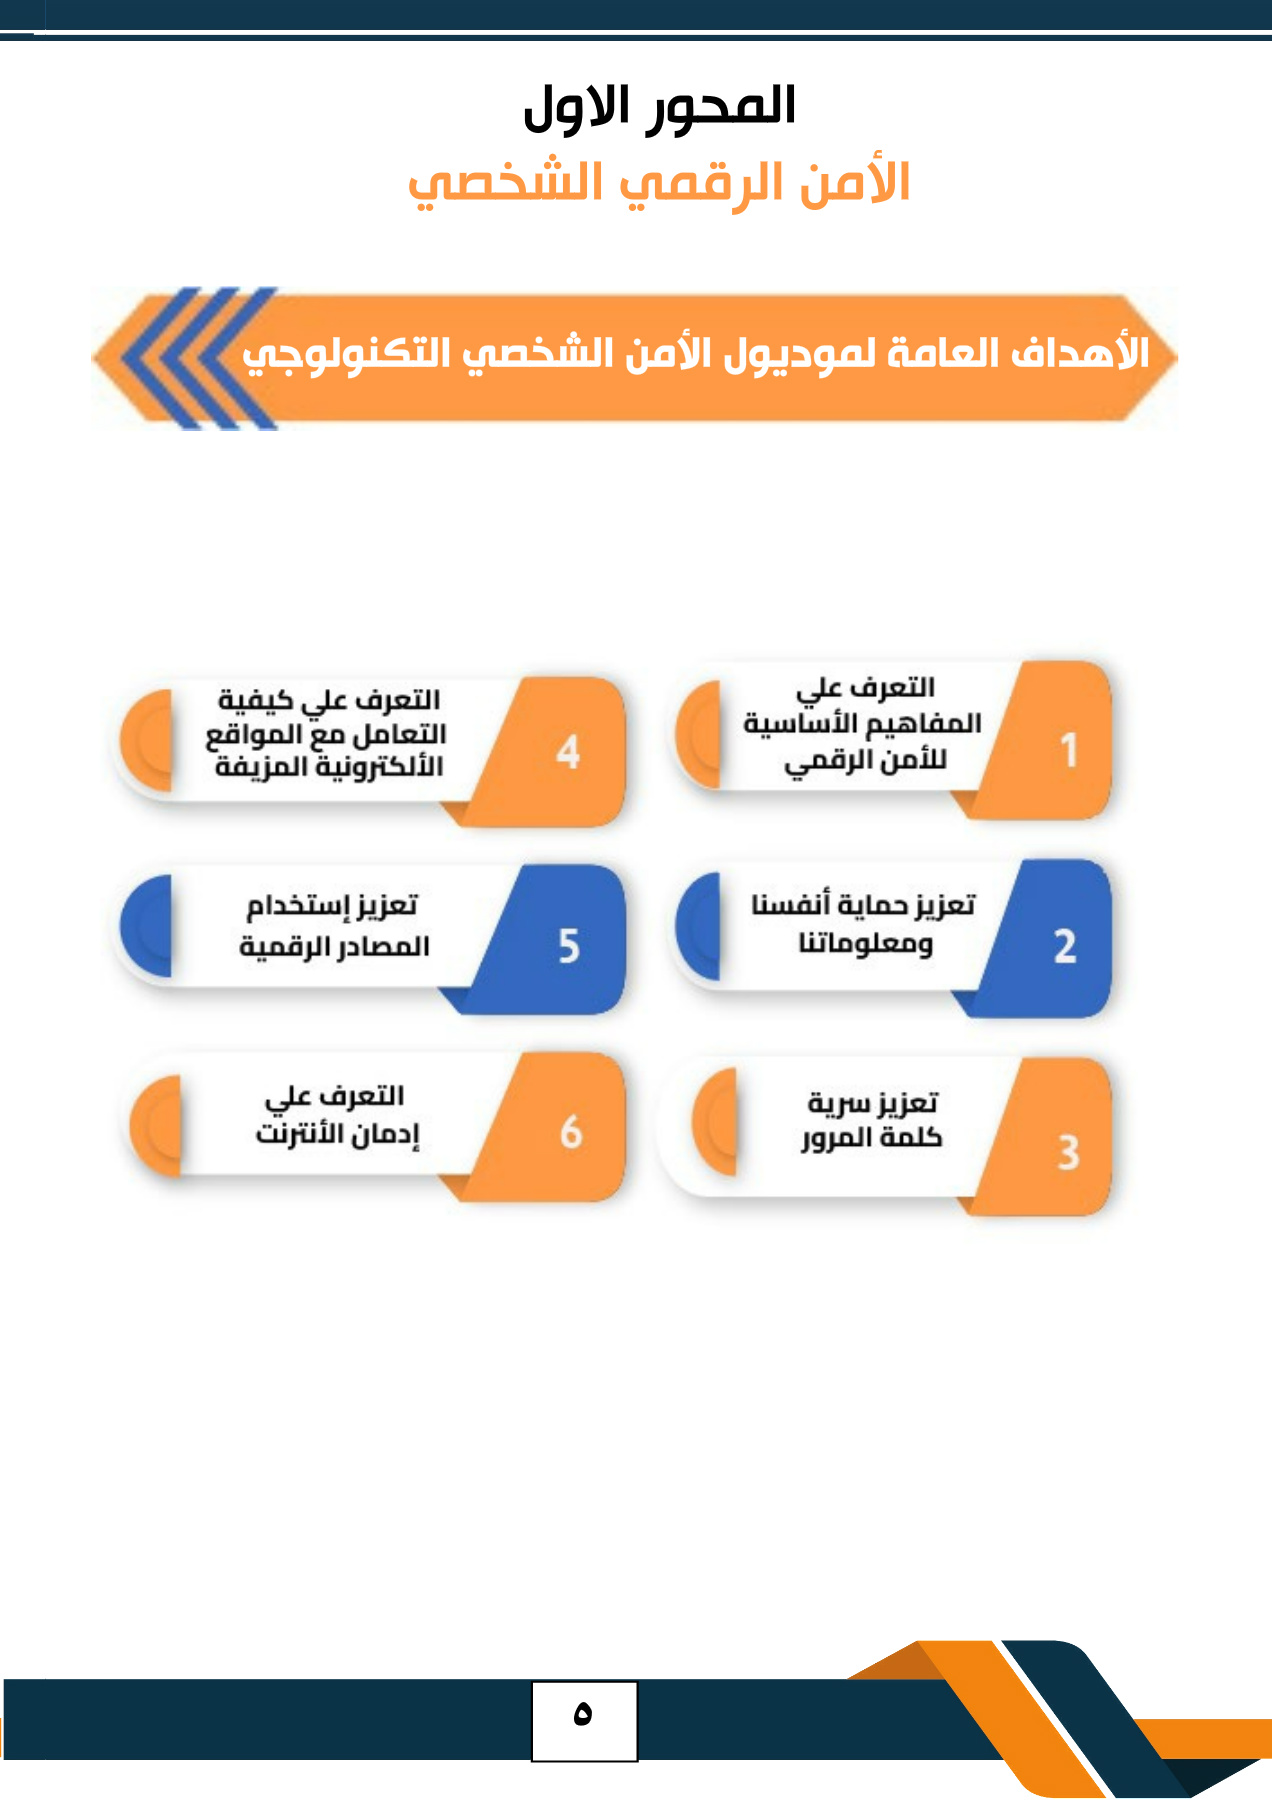 المحور الاول
الأمن الرقمي الشخصي
الأهداف العامة لموديول الأمن الشخصي التكنولوجي
1
التعرف علي
المفاهيم الأساسية
للأمن الرقمي
2
تعزيز حماية أنفسنا
ومعلوماتنا
3
تعزيز سرية
كلمة المرور
4
التعرف علي كيفية
التعامل مع المواقع
الألكترونية المزيفة
5
تعزيز إستخدام
المصادر الرقمية
6
التعرف علي
إدمان الأنترنت
٥